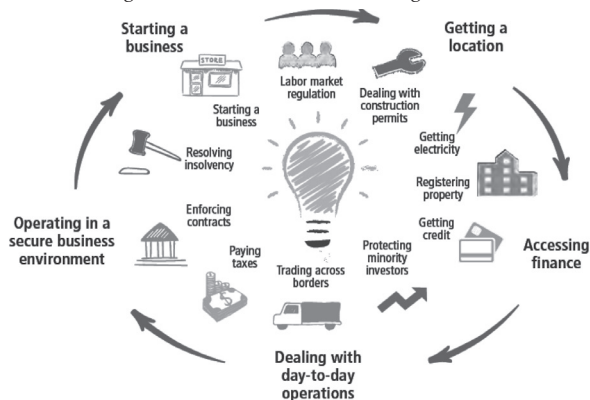 Starting a
business
Getting a
location
STORE
Labor market
regulation
Dealing with
construction
permits
Starting a
business
Getting
electricity
Resolving
insolvency
Registering
property
Enforcing
contracts
Getting
credit
Operating in a
secure business
environment
Paying
taxes
Protecting
minority
investors
Accessing
finance
Trading across
borders
Dealing with
day-to-day
operations